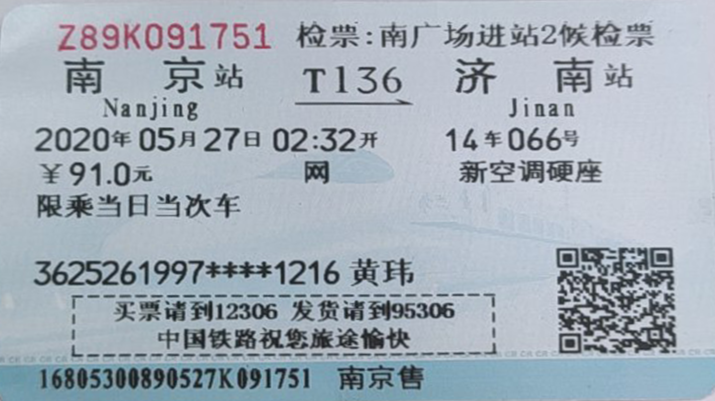 Z89K091751 检票:南广场进站2候检票
南京站 T136 济南站
Nanjing Jinan
2020年05月27日02:32开 14车066号
￥91.0元 网 新空调硬座
限乘当日当次车
3625261997****1216黄玮
买票请到12306 发货请到95306
中国铁路祝您旅途愉快
16805300890527K091751 南京售